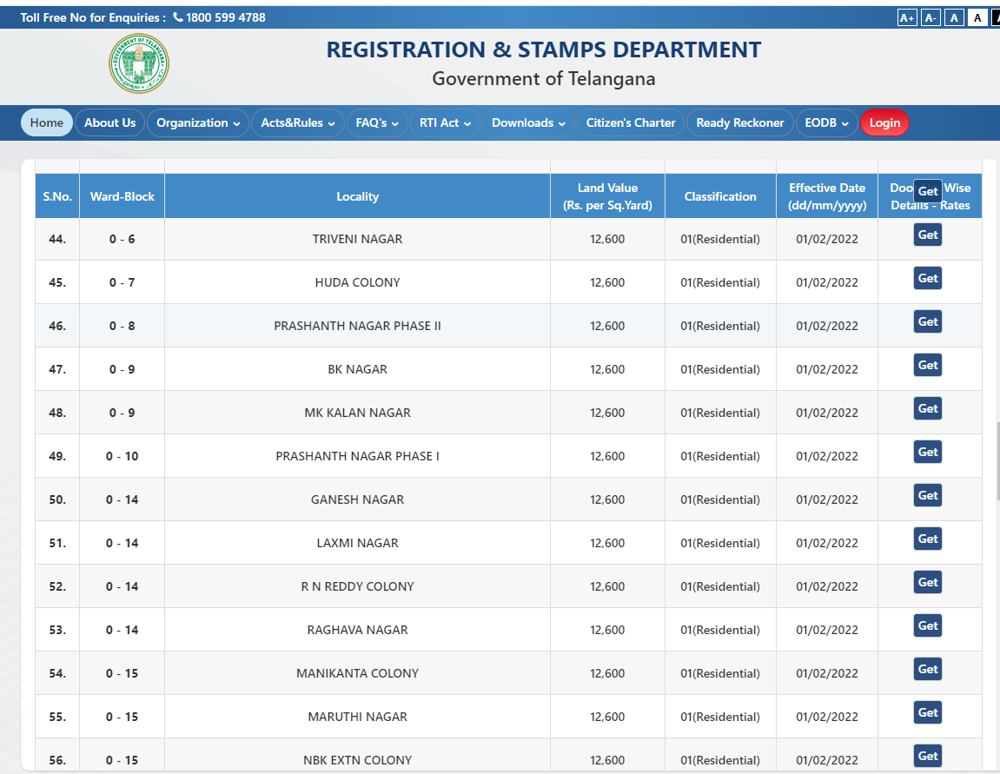 Toll Free No for Enquiries : 1800 599 4788 A+ A- A A
GOVERNMENT OF TELANGANA
REGISTRATION & STAMPS DEPARTMENT
Government of Telangana
Home About Us Organization Acts&Rules FAQ's RTI Act Downloads Citizen's Charter Ready Reckoner EODB Login
S.No. Ward-Block Locality Land Value (Rs. per Sq.Yard) Classification Effective Date (dd/mm/yyyy) Get Wise Details - Rates
44. 0 - 6 TRIVENI NAGAR 12,600 01(Residential) 01/02/2022 Get
45. 0 - 7 HUDA COLONY 12,600 01(Residential) 01/02/2022 Get
46. 0 - 8 PRASHANTH NAGAR PHASE II 12,600 01(Residential) 01/02/2022 Get
47. 0 - 9 BK NAGAR 12,600 01(Residential) 01/02/2022 Get
48. 0 - 9 MK KALAN NAGAR 12,600 01(Residential) 01/02/2022 Get
49. 0 - 10 PRASHANTH NAGAR PHASE I 12,600 01(Residential) 01/02/2022 Get
50. 0 - 14 GANESH NAGAR 12,600 01(Residential) 01/02/2022 Get
51. 0 - 14 LAXMI NAGAR 12,600 01(Residential) 01/02/2022 Get
52. 0 - 14 R N REDDY COLONY 12,600 01(Residential) 01/02/2022 Get
53. 0 - 14 RAGHAVA NAGAR 12,600 01(Residential) 01/02/2022 Get
54. 0 - 15 MANIKANTA COLONY 12,600 01(Residential) 01/02/2022 Get
55. 0 - 15 MARUTHI NAGAR 12,600 01(Residential) 01/02/2022 Get
56. 0 - 15 NBK EXTN COLONY 12,600 01(Residential) 01/02/2022 Get